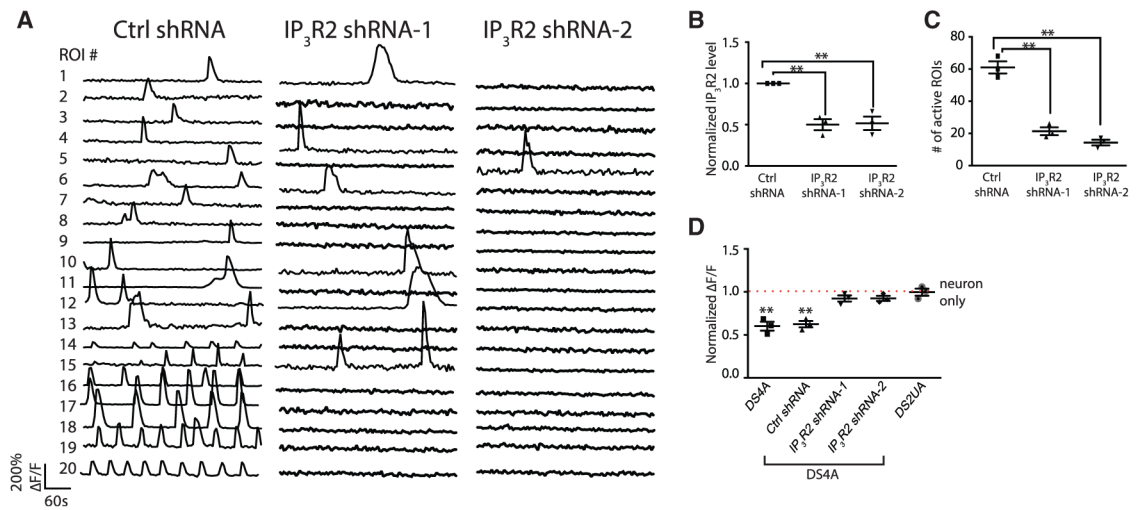 A
Ctrl shRNA
IP3R2 shRNA-1
IP3R2 shRNA-2
ROI #
1
2
3
4
5
6
7
8
9
10
11
12
13
14
15
16
17
18
19
20
200%
ΔF/F
60s
B
Normalized IP3R2 level
1.5
1.0
0.5
0.0
**
**
Ctrl
shRNA
IP3R2
shRNA-1
IP3R2
shRNA-2
C
# of active ROIs
80
60
40
20
0
**
**
Ctrl
shRNA
IP3R2
shRNA-1
IP3R2
shRNA-2
D
Normalized ΔF/F
1.5
1.0
0.5
0.0
neuron
only
**
**
DS4A
Ctrl shRNA
IP3R2 shRNA-1
IP3R2 shRNA-2
DS2UA
DS4A